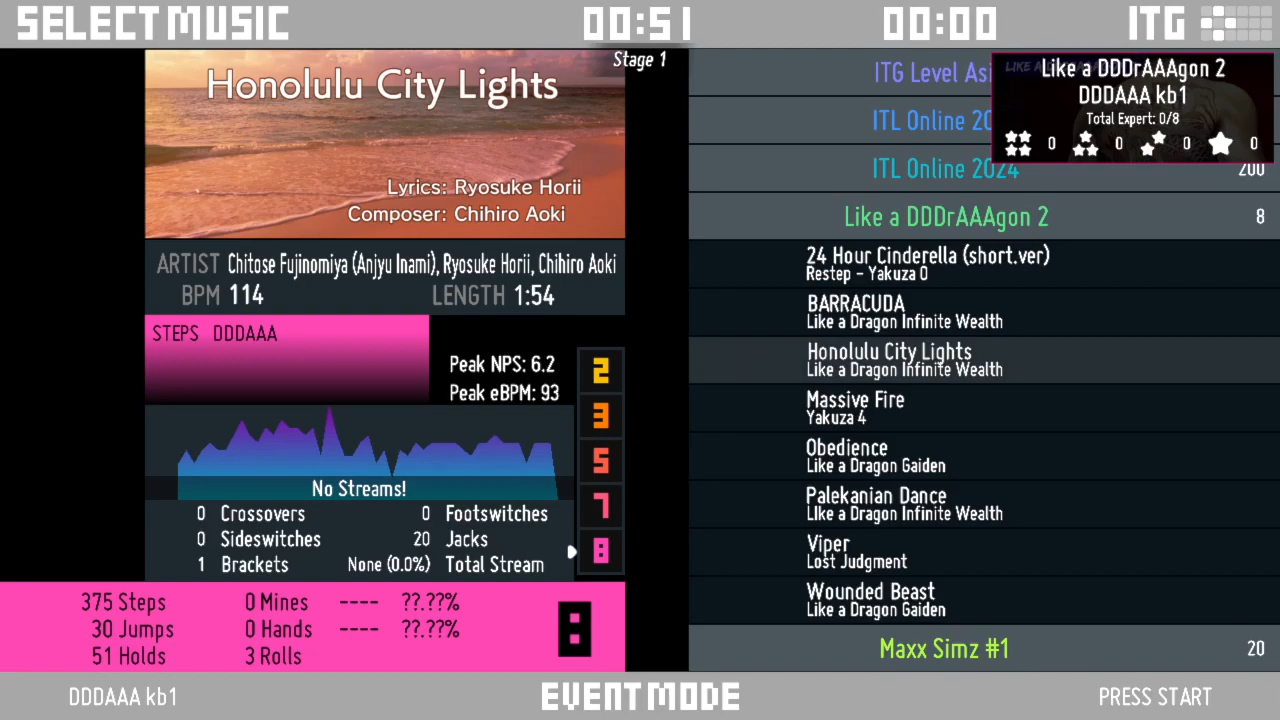 SELECT MUSIC
00:51
00:00
ITG
Stage 1
Honolulu City Lights
Lyrics: Ryosuke Horii
Composer: Chihiro Aoki
ARTIST Chitose Fujinomiya (Anjyu Inami), Ryosuke Horii, Chihiro Aoki
BPM 114
LENGTH 1:54
STEPS DDDAAA
Peak NPS: 6.2
Peak eBPM: 93
2
3
5
7
8
No Streams!
0 Crossovers
0 Footswitches
0 Sideswitches
20 Jacks
1 Brackets
None (0.0%) Total Stream
375 Steps
0 Mines
---- ??.??%
30 Jumps
0 Hands
---- ??.??%
51 Holds
3 Rolls
8
ITG Level
ITL Online
ITL Online 2024
200
Like a DDDrAAAgon 2
DDDAAA kb1
Total Expert: 0/8
0
0
0
0
Like a DDDrAAAgon 2
8
24 Hour Cinderella (short.ver)
Restep - Yakuza 0
BARRACUDA
Like a Dragon Infinite Wealth
Honolulu City Lights
Like a Dragon Infinite Wealth
Massive Fire
Yakuza 4
Obedience
Like a Dragon Gaiden
Palekanian Dance
Like a Dragon Infinite Wealth
Viper
Lost Judgment
Wounded Beast
Like a Dragon Gaiden
Maxx Simz #1
20
DDDAAA kb1
EVENT MODE
PRESS START